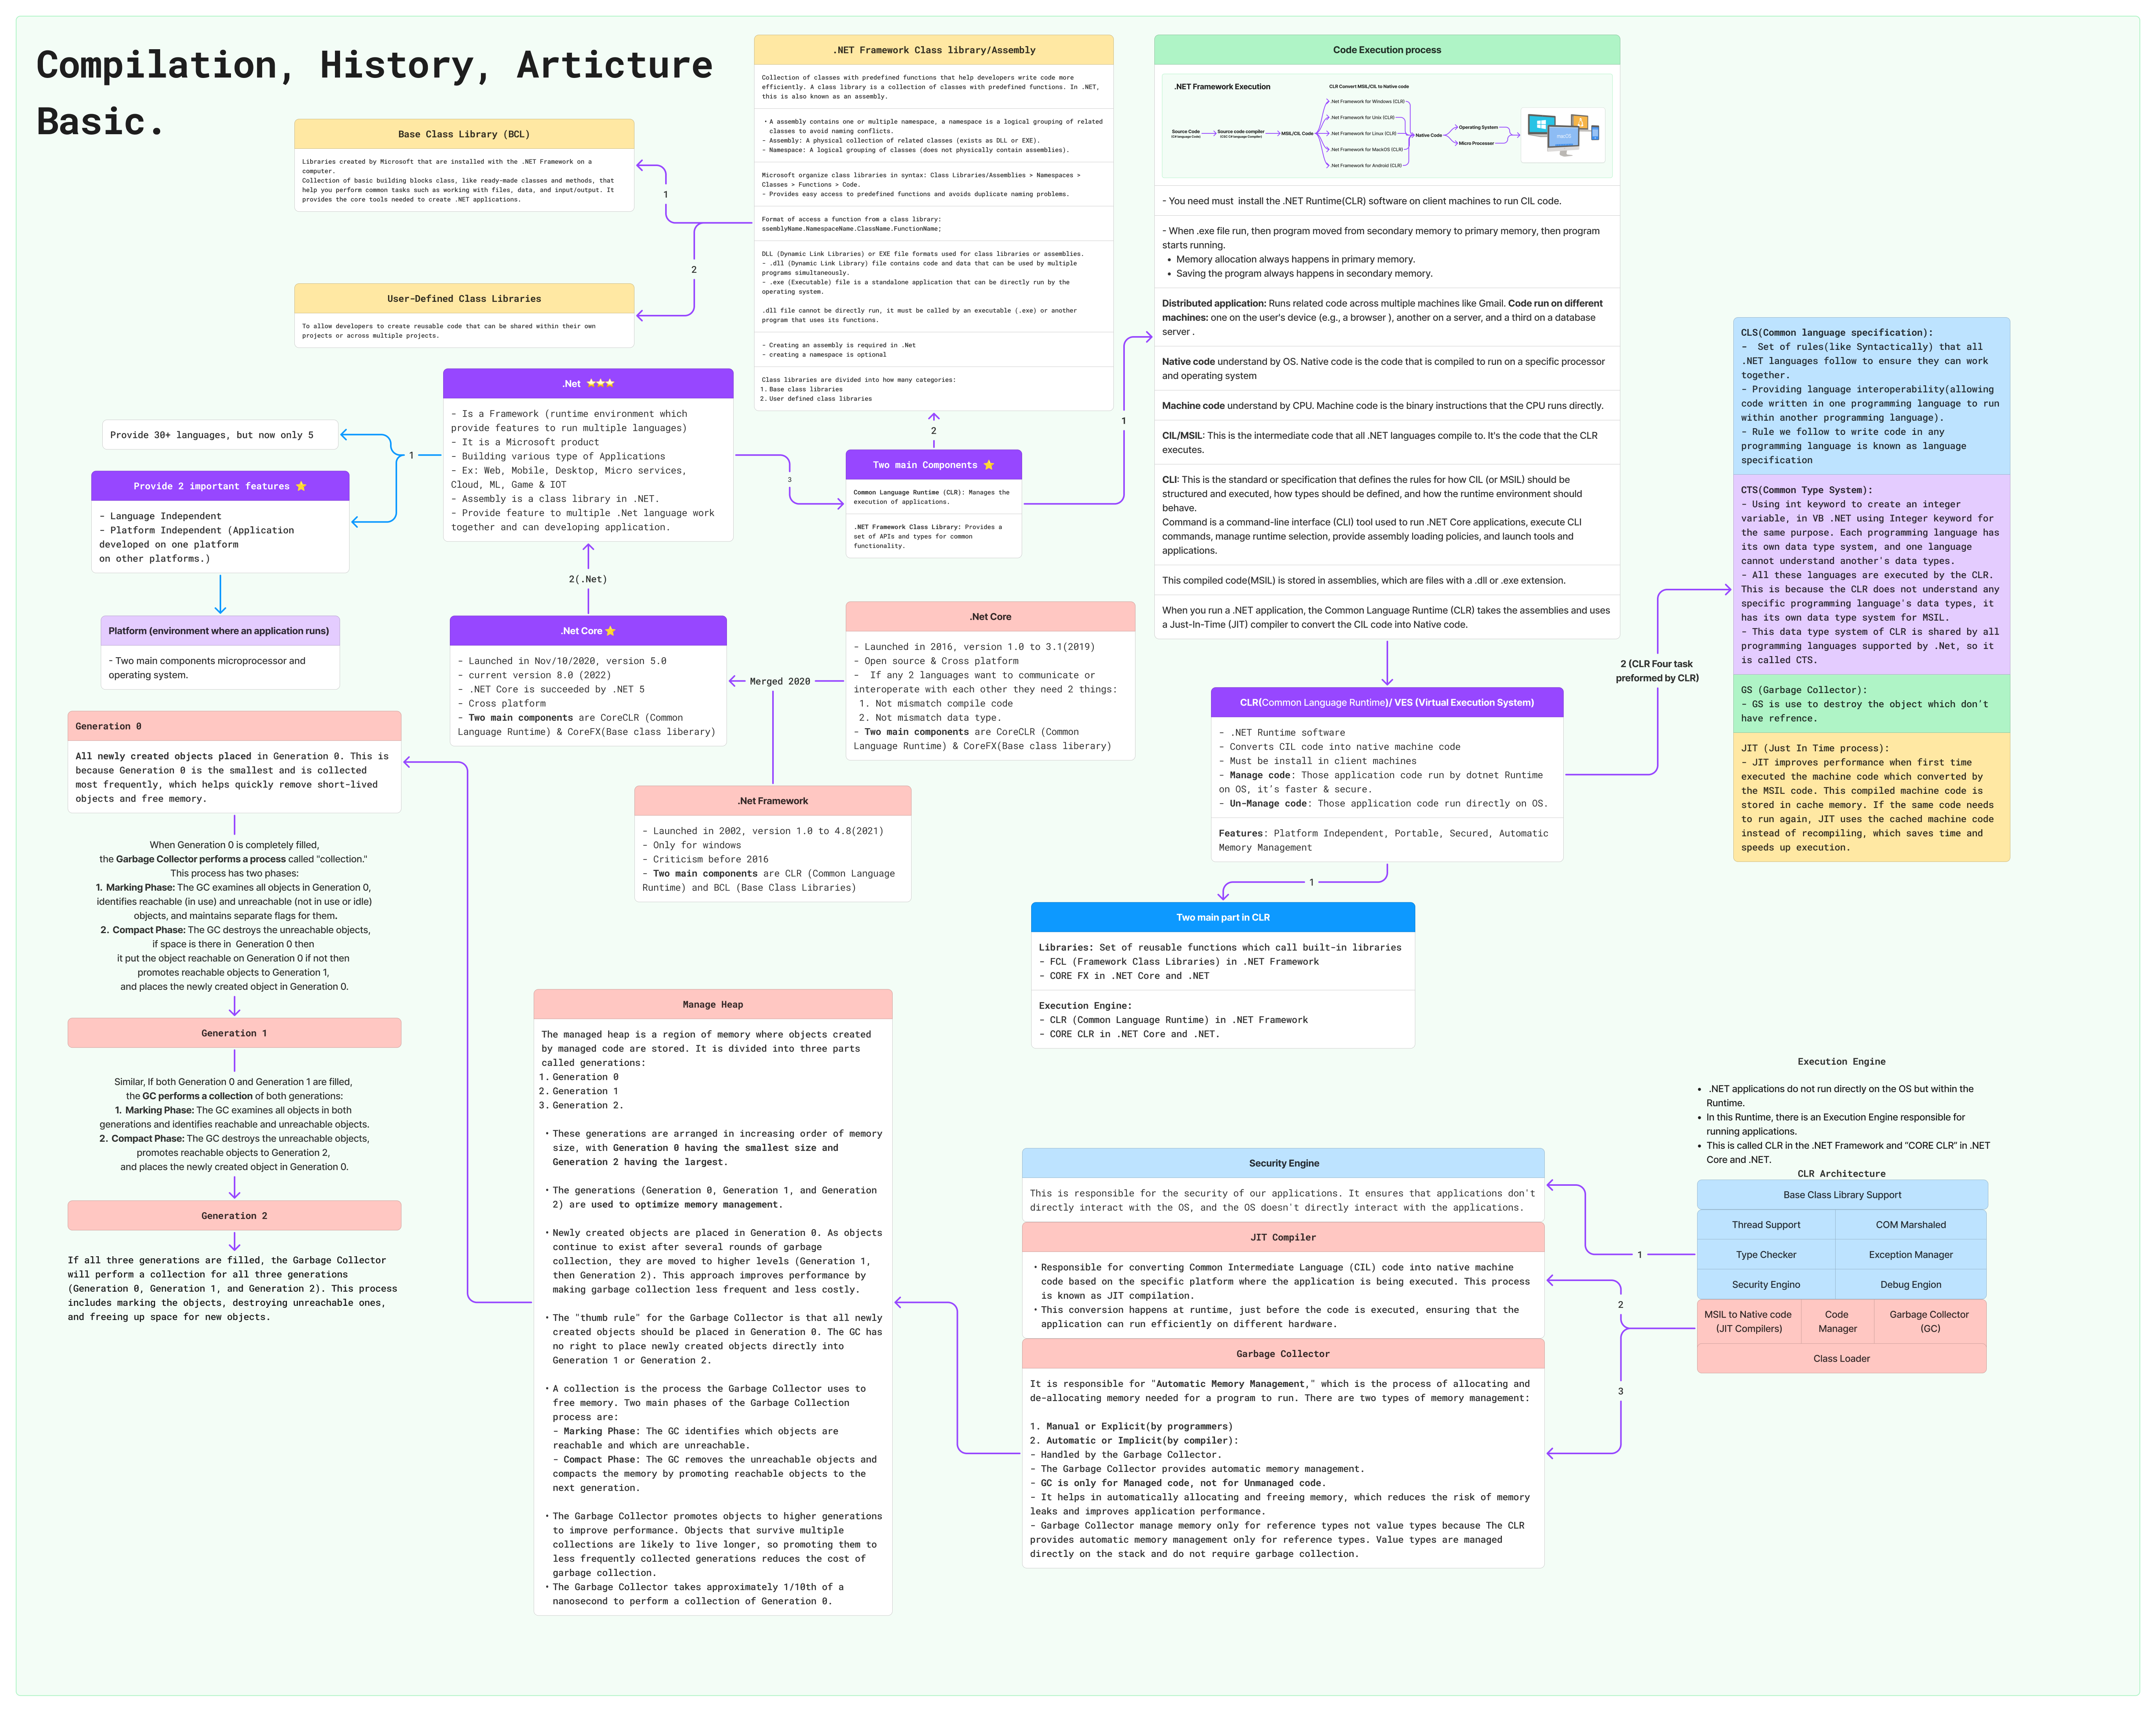 Compilation, History, Articture
Basic.
Base Class Library (BCL)
Libraries created by Microsoft that are installed with the .NET Framework on a
computer.
Collection of basic building blocks class, like ready-made classes and methods, that
help you perform common tasks such as working with files, data, and input/output. It
provides the core tools needed to create .NET applications.
User-Defined Class Libraries
To allow developers to create reusable code that can be shared within their own
projects or across multiple projects.
1
2
.NET Framework Class library/Assembly
Collection of classes with predefined functions that help developers write code more
efficiently. A class library is a collection of classes with predefined functions. In .NET,
this is also known as an assembly.
• A assembly contains one or multiple namespace, a namespace is a logical grouping of related
classes to avoid naming conflicts.
- Assembly: A physical collection of related classes (exists as DLL or EXE).
- Namespace: A logical grouping of classes (does not physically contain assemblies).
Microsoft organize class libraries in syntax: Class Libraries/Assemblies > Namespaces >
Classes > Functions > Code.
- Provides easy access to predefined functions and avoids duplicate naming problems.
Format of access a function from a class library:
ssemblyName.NamespaceName.ClassName.FunctionName;
DLL (Dynamic Link Libraries) or EXE file formats used for class libraries or assemblies.
- .dll (Dynamic Link Library) file contains code and data that can be used by multiple
programs simultaneously.
- .exe (Executable) file is a standalone application that can be directly run by the
operating system.
.dll file cannot be directly run, it must be called by an executable (.exe) or another
program that uses its functions.
- Creating an assembly is required in .Net
- creating a namespace is optional
Class libraries are divided into how many categories:
1. Base class libraries
2. User defined class libraries
2
Code Execution process
.NET Framework Execution
CLR Convert MSIL/CIL to Native code
Source Code
(C# language Code)
Source code compiler
(CSC C# language Compiler)
MSIL/CIL Code
.Net Framework for Windows (CLR)
.Net Framework for Unix (CLR)
.Net Framework for Linux (CLR)
.Net Framework for MackOS (CLR)
.Net Framework for Android (CLR)
Native Code
Operating System
Micro Processer
macOS
- You need must  install the .NET Runtime(CLR) software on client machines to run CIL code.
- When .exe file run, then program moved from secondary memory to primary memory, then program
starts running.
• Memory allocation always happens in primary memory.
• Saving the program always happens in secondary memory.
Distributed application: Runs related code across multiple machines like Gmail. Code run on different
machines: one on the user's device (e.g., a browser ), another on a server, and a third on a database
server .
Native code understand by OS. Native code is the code that is compiled to run on a specific processor
and operating system
Machine code understand by CPU. Machine code is the binary instructions that the CPU runs directly.
CIL/MSIL: This is the intermediate code that all .NET languages compile to. It's the code that the CLR
executes.
CLI: This is the standard or specification that defines the rules for how CIL (or MSIL) should be
structured and executed, how types should be defined, and how the runtime environment should
behave.
Command is a command-line interface (CLI) tool used to run .NET Core applications, execute CLI
commands, manage runtime selection, provide assembly loading policies, and launch tools and
applications.
This compiled code(MSIL) is stored in assemblies, which are files with a .dll or .exe extension.
When you run a .NET application, the Common Language Runtime (CLR) takes the assemblies and uses
a Just-In-Time (JIT) compiler to convert the CIL code into Native code.
1
CLS(Common language specification):
-  Set of rules(like Syntactically) that all
.NET languages follow to ensure they can work
together.
- Providing language interoperability(allowing
code written in one programming language to run
within another programming language).
- Rule we follow to write code in any
programming language is known as language
specification
CTS(Common Type System):
- Using int keyword to create an integer
variable, in VB .NET using Integer keyword for
the same purpose. Each programming language has
its own data type system, and one language
cannot understand another's data types.
- All these languages are executed by the CLR.
This is because the CLR does not understand any
specific programming language's data types, it
has its own data type system for MSIL.
- This data type system of CLR is shared by all
programming languages supported by .Net, so it
is called CTS.
GS (Garbage Collector):
- GS is use to destroy the object which don't
have refrence.
JIT (Just In Time process):
- JIT improves performance when first time
executed the machine code which converted by
the MSIL code. This compiled machine code is
stored in cache memory. If the same code needs
to run again, JIT uses the cached machine code
instead of recompiling, which saves time and
speeds up execution.
2 (CLR Four task
preformed by CLR)
.Net ⭐⭐⭐
- Is a Framework (runtime environment which
provide features to run multiple languages)
- It is a Microsoft product
- Building various type of Applications
- Ex: Web, Mobile, Desktop, Micro services,
Cloud, ML, Game & IOT
- Assembly is a class library in .NET.
- Provide feature to multiple .Net language work
together and can developing application.
1
3
Provide 30+ languages, but now only 5
Provide 2 important features ⭐
- Language Independent
- Platform Independent (Application
developed on one platform
on other platforms.)
Platform (environment where an application runs)
- Two main components microprocessor and
operating system.
Two main Components ⭐
Common Language Runtime (CLR): Manages the
execution of applications.
.NET Framework Class Library: Provides a
set of APIs and types for common
functionality.
2(.Net)
.Net Core ⭐
- Launched in Nov/10/2020, version 5.0
- current version 8.0 (2022)
- .NET Core is succeeded by .NET 5
- Cross platform
- Two main components are CoreCLR (Common
Language Runtime) & CoreFX(Base class liberary)
Merged 2020
.Net Core
- Launched in 2016, version 1.0 to 3.1(2019)
- Open source & Cross platform
-  If any 2 languages want to communicate or
interoperate with each other they need 2 things:
1. Not mismatch compile code
2. Not mismatch data type.
- Two main components are CoreCLR (Common
Language Runtime) & CoreFX(Base class liberary)
.Net Framework
- Launched in 2002, version 1.0 to 4.8(2021)
- Only for windows
- Criticism before 2016
- Two main components are CLR (Common Language
Runtime) and BCL (Base Class Libraries)
CLR(Common Language Runtime)/ VES (Virtual Execution System)
- .NET Runtime software
- Converts CIL code into native machine code
- Must be install in client machines
- Manage code: Those application code run by dotnet Runtime
on OS, it's faster & secure.
- Un-Manage code: Those application code run directly on OS.
Features: Platform Independent, Portable, Secured, Automatic
Memory Management
1
Two main part in CLR
Libraries: Set of reusable functions which call built-in libraries
- FCL (Framework Class Libraries) in .NET Framework
- CORE FX in .NET Core and .NET
Execution Engine:
- CLR (Common Language Runtime) in .NET Framework
- CORE CLR in .NET Core and .NET.
Generation 0
All newly created objects placed in Generation 0. This is
because Generation 0 is the smallest and is collected
most frequently, which helps quickly remove short-lived
objects and free memory.
When Generation 0 is completely filled,
the Garbage Collector performs a process called "collection."
This process has two phases:
1. Marking Phase: The GC examines all objects in Generation 0,
identifies reachable (in use) and unreachable (not in use or idle)
objects, and maintains separate flags for them.
2. Compact Phase: The GC destroys the unreachable objects,
if space is there in  Generation 0 then
it put the object reachable on Generation 0 if not then
promotes reachable objects to Generation 1,
and places the newly created object in Generation 0.
Generation 1
Similar, If both Generation 0 and Generation 1 are filled,
the GC performs a collection of both generations:
1. Marking Phase: The GC examines all objects in both
generations and identifies reachable and unreachable objects.
2. Compact Phase: The GC destroys the unreachable objects,
promotes reachable objects to Generation 2,
and places the newly created object in Generation 0.
Generation 2
If all three generations are filled, the Garbage Collector
will perform a collection for all three generations
(Generation 0, Generation 1, and Generation 2). This process
includes marking the objects, destroying unreachable ones,
and freeing up space for new objects.
Manage Heap
The managed heap is a region of memory where objects created
by managed code are stored. It is divided into three parts
called generations:
1. Generation 0
2. Generation 1
3. Generation 2.
• These generations are arranged in increasing order of memory
size, with Generation 0 having the smallest size and
Generation 2 having the largest.
• The generations (Generation 0, Generation 1, and Generation
2) are used to optimize memory management.
• Newly created objects are placed in Generation 0. As objects
continue to exist after several rounds of garbage
collection, they are moved to higher levels (Generation 1,
then Generation 2). This approach improves performance by
making garbage collection less frequent and less costly.
• The "thumb rule" for the Garbage Collector is that all newly
created objects should be placed in Generation 0. The GC has
no right to place newly created objects directly into
Generation 1 or Generation 2.
• A collection is the process the Garbage Collector uses to
free memory. Two main phases of the Garbage Collection
process are:
- Marking Phase: The GC identifies which objects are
reachable and which are unreachable.
- Compact Phase: The GC removes the unreachable objects and
compacts the memory by promoting reachable objects to the
next generation.
• The Garbage Collector promotes objects to higher generations
to improve performance. Objects that survive multiple
collections are likely to live longer, so promoting them to
less frequently collected generations reduces the cost of
garbage collection.
• The Garbage Collector takes approximately 1/10th of a
nanosecond to perform a collection of Generation 0.
Security Engine
This is responsible for the security of our applications. It ensures that applications don't
directly interact with the OS, and the OS doesn't directly interact with the applications.
JIT Compiler
• Responsible for converting Common Intermediate Language (CIL) code into native machine
code based on the specific platform where the application is being executed. This process
is known as JIT compilation.
• This conversion happens at runtime, just before the code is executed, ensuring that the
application can run efficiently on different hardware.
Garbage Collector
It is responsible for "Automatic Memory Management," which is the process of allocating and
de-allocating memory needed for a program to run. There are two types of memory management:
1. Manual or Explicit(by programmers)
2. Automatic or Implicit(by compiler):
- Handled by the Garbage Collector.
- The Garbage Collector provides automatic memory management.
- GC is only for Managed code, not for Unmanaged code.
- It helps in automatically allocating and freeing memory, which reduces the risk of memory
leaks and improves application performance.
- Garbage Collector manage memory only for reference types not value types because The CLR
provides automatic memory management only for reference types. Value types are managed
directly on the stack and do not require garbage collection.
1
2
3
Execution Engine
• .NET applications do not run directly on the OS but within the
Runtime.
• In this Runtime, there is an Execution Engine responsible for
running applications.
• This is called CLR in the .NET Framework and "CORE CLR" in .NET
Core and .NET.
CLR Architecture
Base Class Library Support
Thread Support
COM Marshaled
Type Checker
Exception Manager
Security Engino
Debug Engion
MSIL to Native code
(JIT Compilers)
Code
Manager
Garbage Collector
(GC)
Class Loader